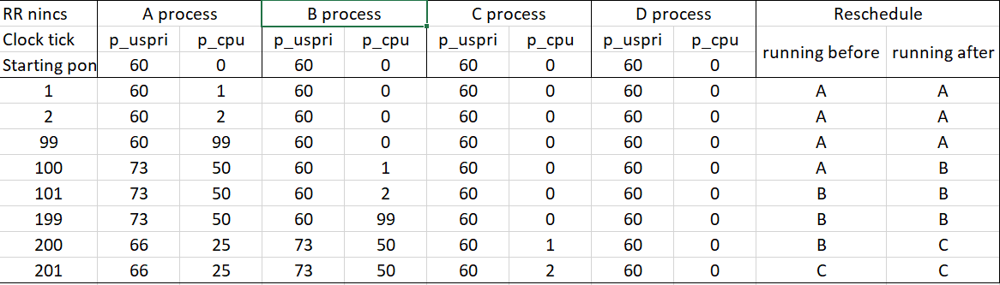 RR nincs A process B process C process D process Reschedule
Clock tick p_uspri p_cpu p_uspri p_cpu p_uspri p_cpu p_uspri p_cpu running before running after
Starting pon 60 0 60 0 60 0 60 0
1 60 1 60 0 60 0 60 0 A A
2 60 2 60 0 60 0 60 0 A A
99 60 99 60 0 60 0 60 0 A A
100 73 50 60 1 60 0 60 0 A B
101 73 50 60 2 60 0 60 0 B B
199 73 50 60 99 60 0 60 0 B B
200 66 25 73 50 60 1 60 0 B C
201 66 25 73 50 60 2 60 0 C C